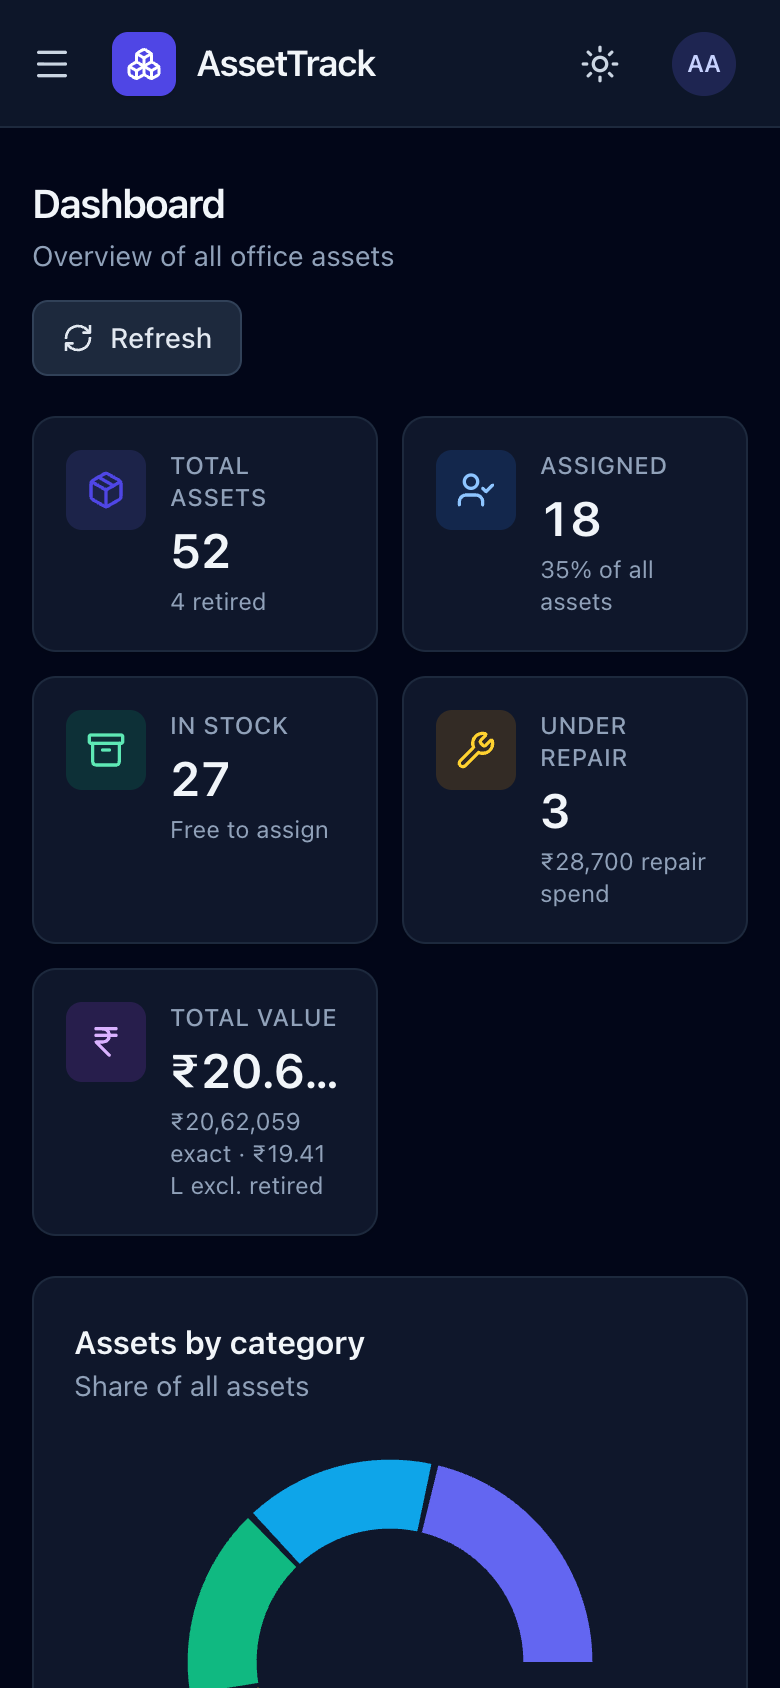 AssetTrack
AA
Dashboard
Overview of all office assets
Refresh
TOTAL
ASSETS
52
4 retired
ASSIGNED
18
35% of all
assets
IN STOCK
27
Free to assign
UNDER
REPAIR
3
₹28,700 repair
spend
TOTAL VALUE
₹20.6...
₹20,62,059
exact · ₹19.41
L excl. retired
Assets by category
Share of all assets